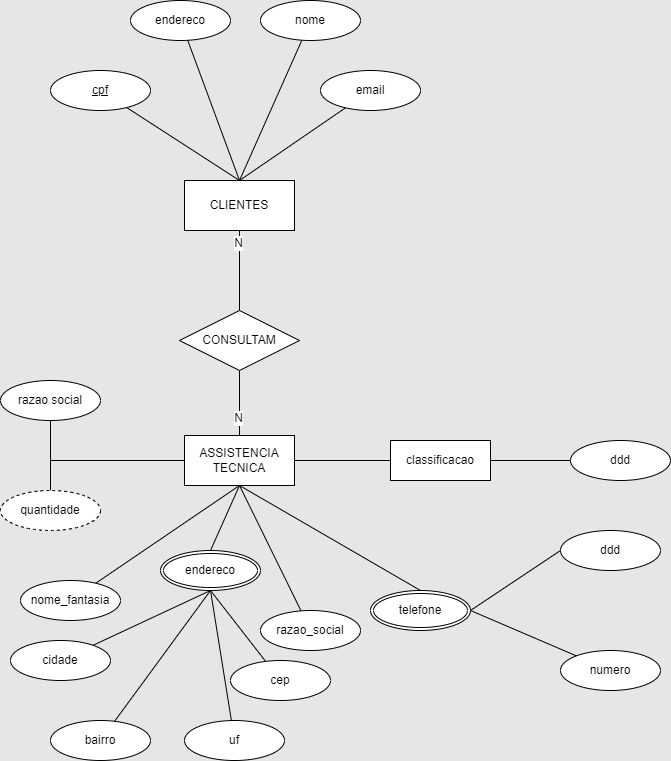 endereco
nome
cpf
email
CLIENTES
N
CONSULTAM
N
razao social
ASSISTENCIA
TECNICA
classificacao
ddd
quantidade
ddd
endereco
nome_fantasia
telefone
razao_social
cidade
numero
cep
bairro
uf